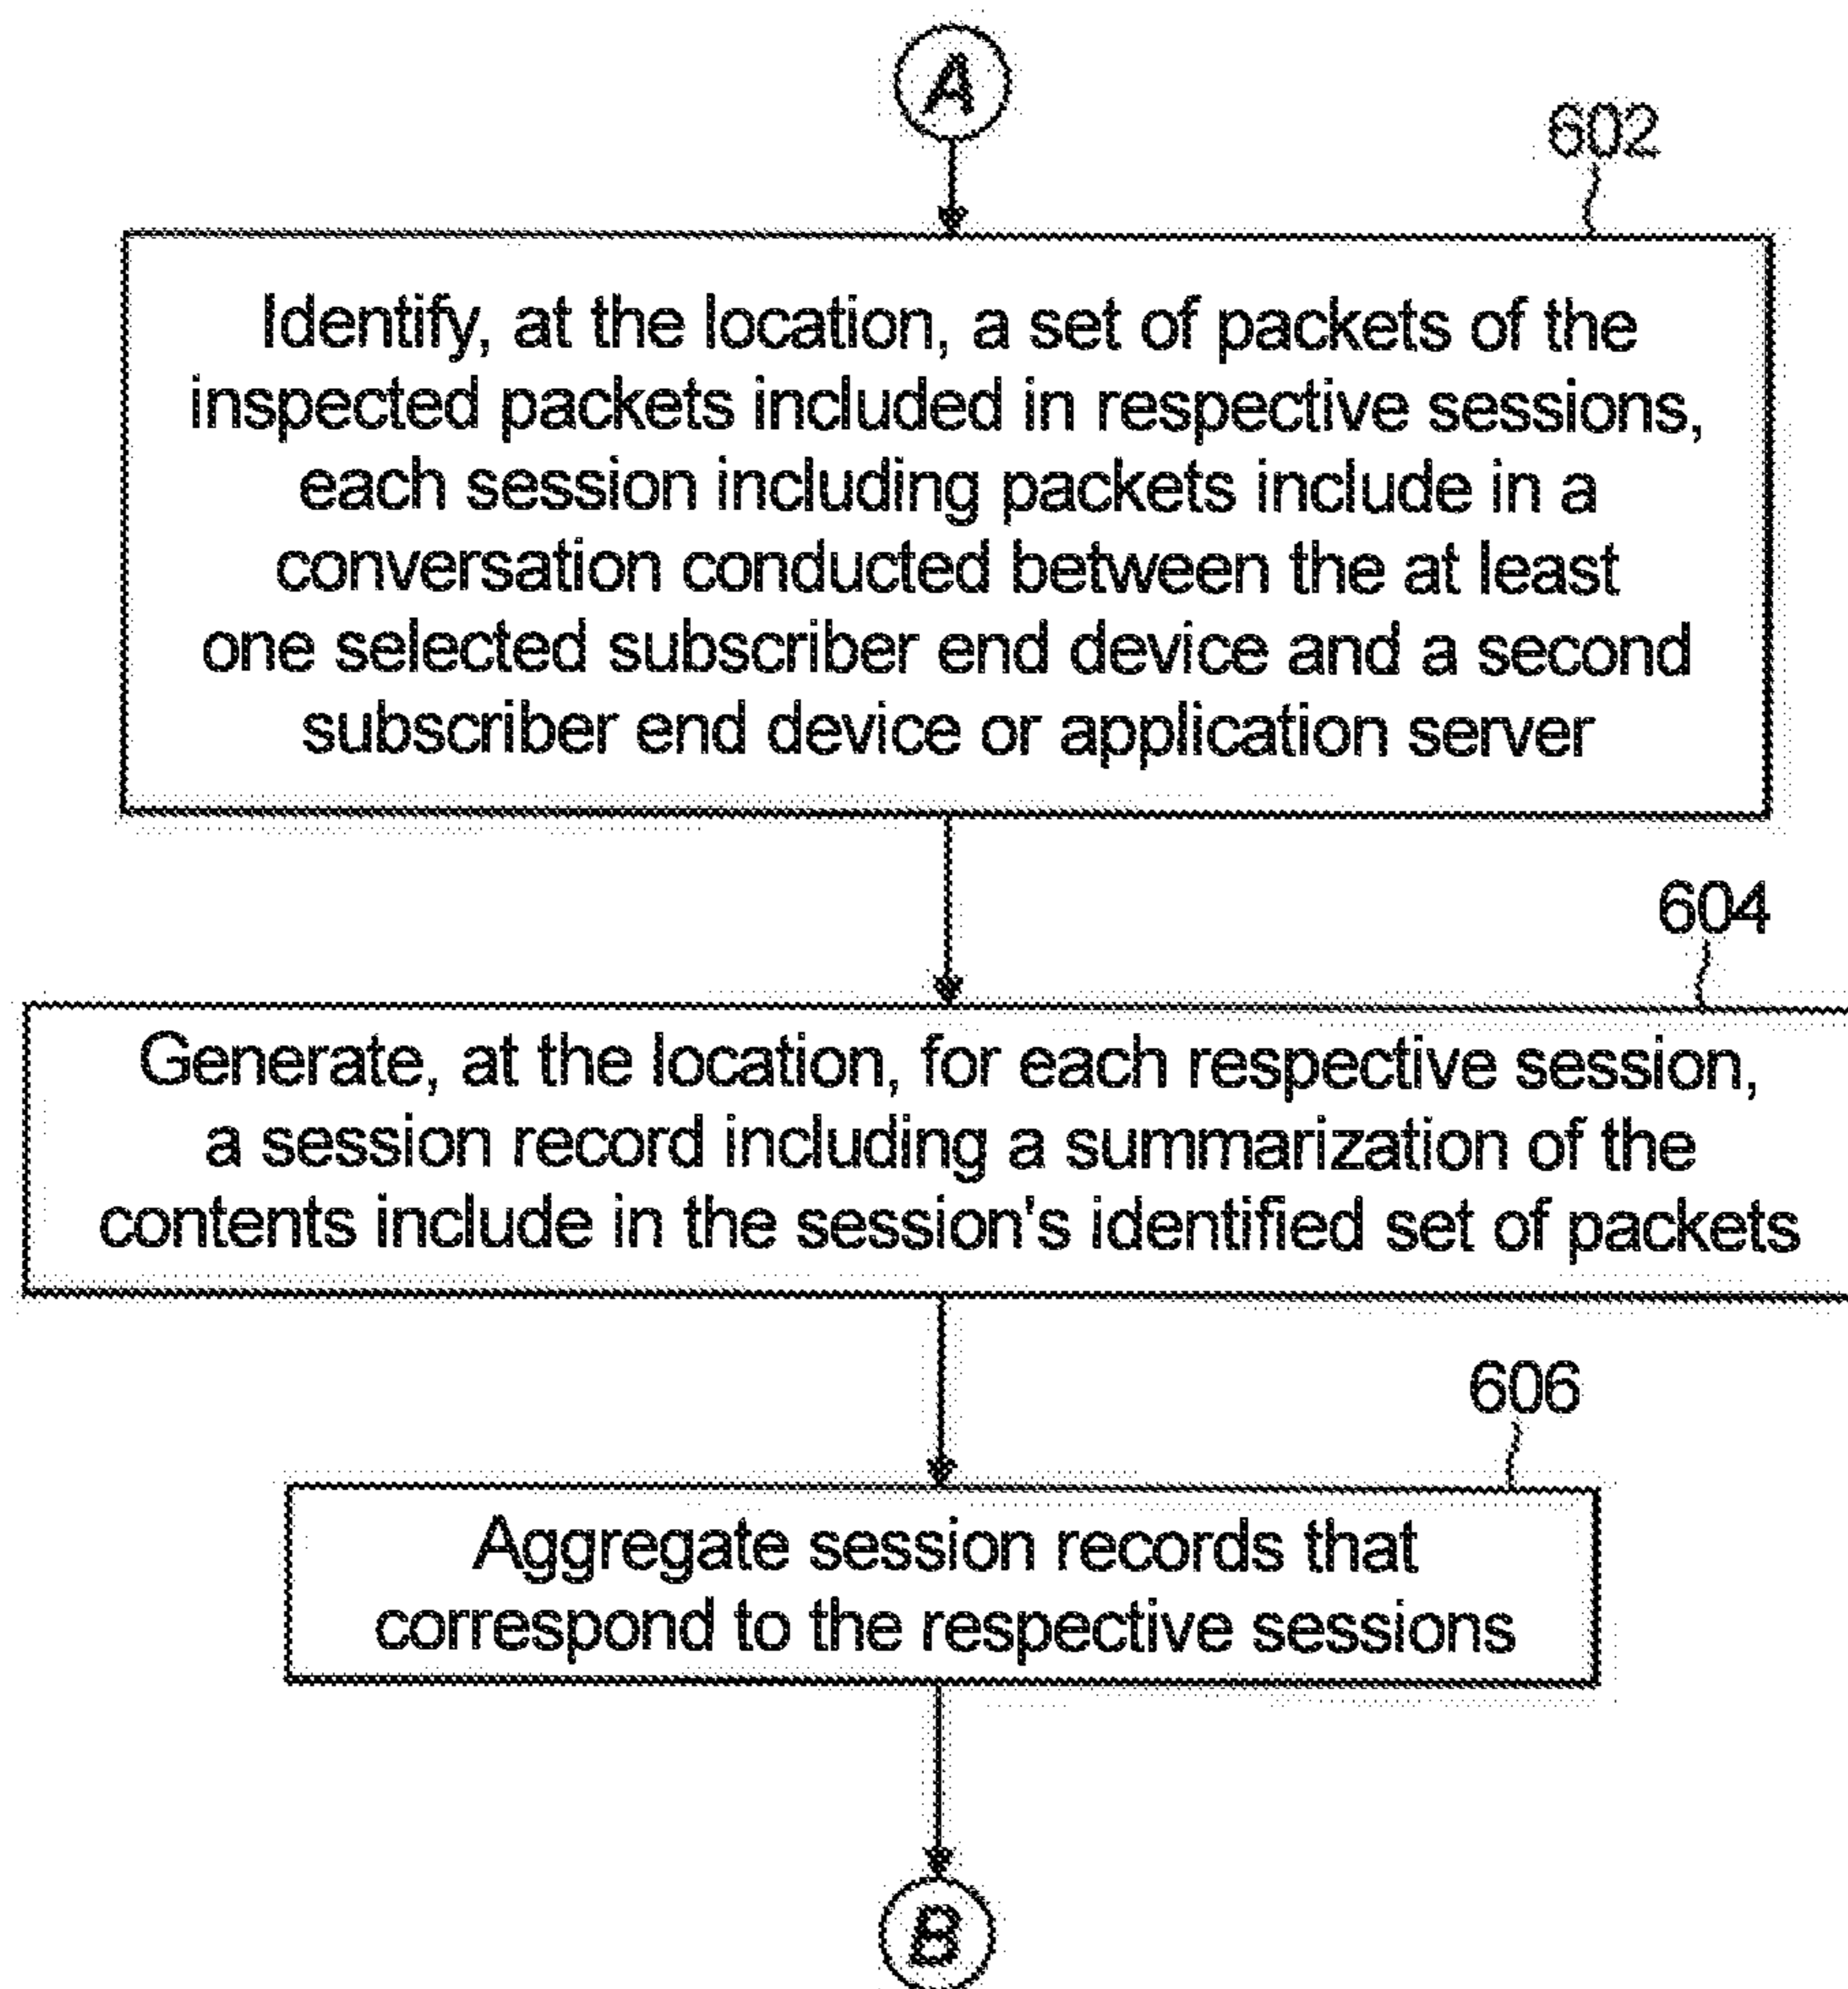 A
602
Identify, at the location, a set of packets of the
inspected packets included in respective sessions,
each session including packets include in a
conversation conducted between the at least
one selected subscriber end device and a second
subscriber end device or application server
604
Generate, at the location, for each respective session,
a session record including a summarization of the
contents include in the session's identified set of packets
606
Aggregate session records that
correspond to the respective sessions
B